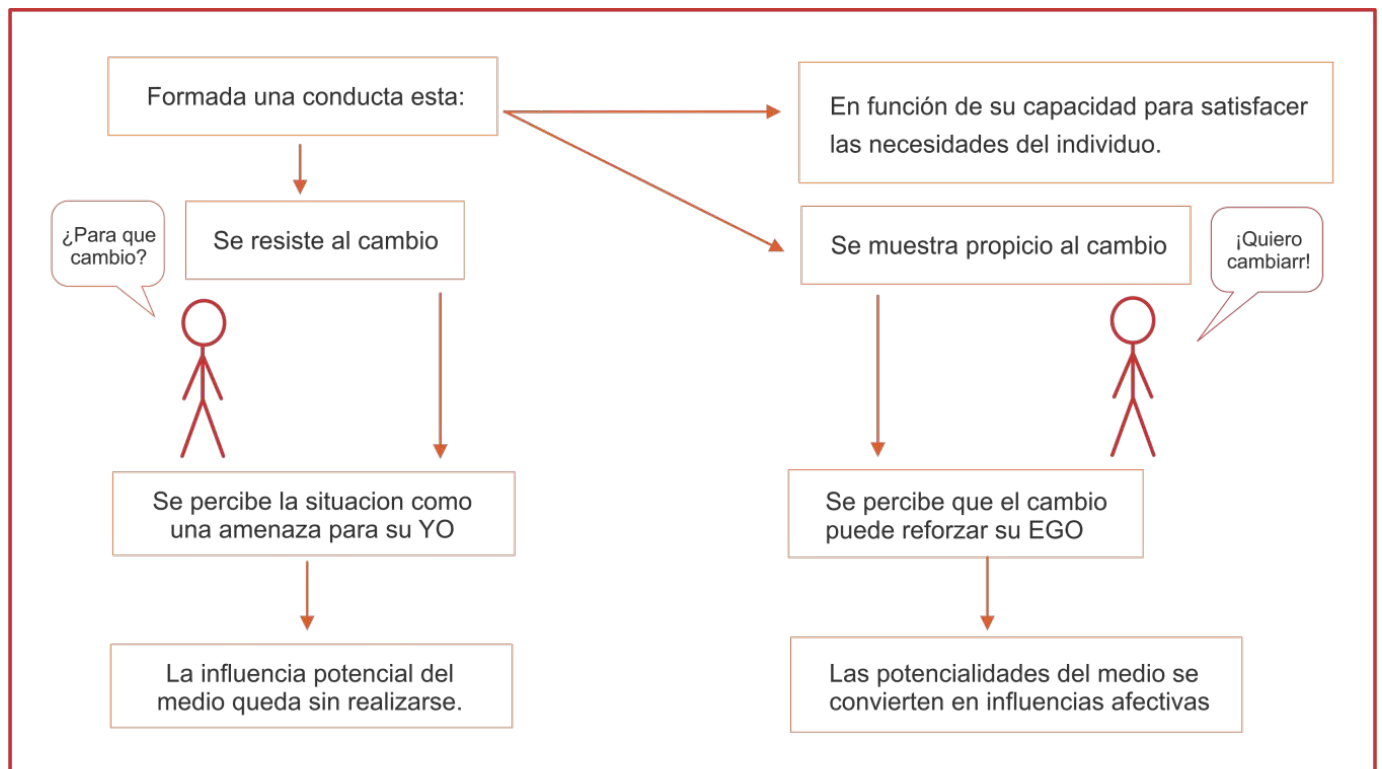 Formada una conducta esta:
En función de su capacidad para satisfacer
las necesidades del individuo.
¿Para que
cambio?
Se resiste al cambio
Se muestra propicio al cambio
¡Quiero
cambiarr!
Se percibe la situacion como
una amenaza para su YO
Se percibe que el cambio
puede reforzar su EGO
La influencia potencial del
medio queda sin realizarse.
Las potencialidades del medio se
convierten en influencias afectivas